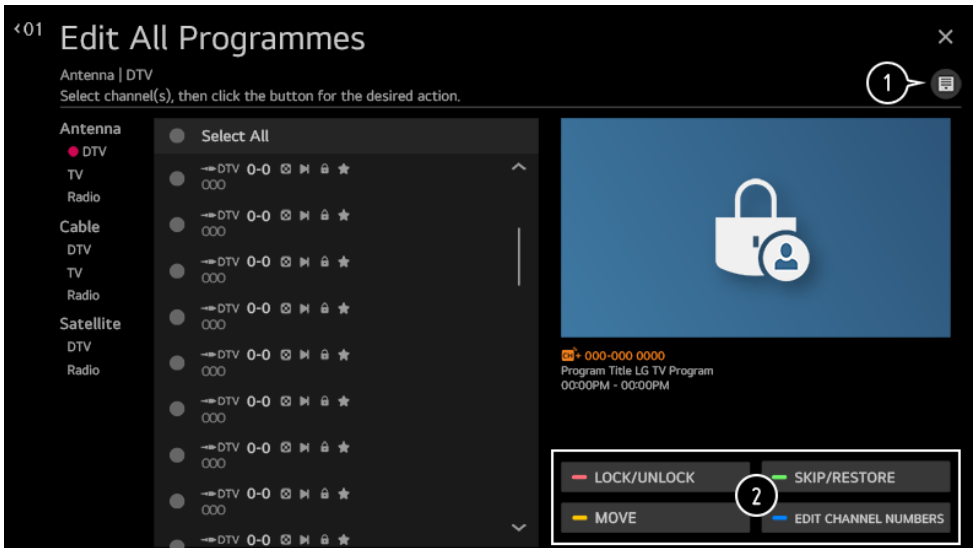 <01
Edit All Programmes
Antenna | DTV
Select channel(s), then click the button for the desired action.
1
Antenna
DTV
TV
Radio
Cable
DTV
TV
Radio
Satellite
DTV
Radio
Select All
DTV 0-0
000
DTV 0-0
000
DTV 0-0
000
DTV 0-0
000
DTV 0-0
000
DTV 0-0
000
DTV 0-0
000
DTV 0-0
000
DTV 0-0
CH + 000-000 0000
Program Title LG TV Program
00:00PM - 00:00PM
LOCK/UNLOCK
SKIP/RESTORE
2
MOVE
EDIT CHANNEL NUMBERS